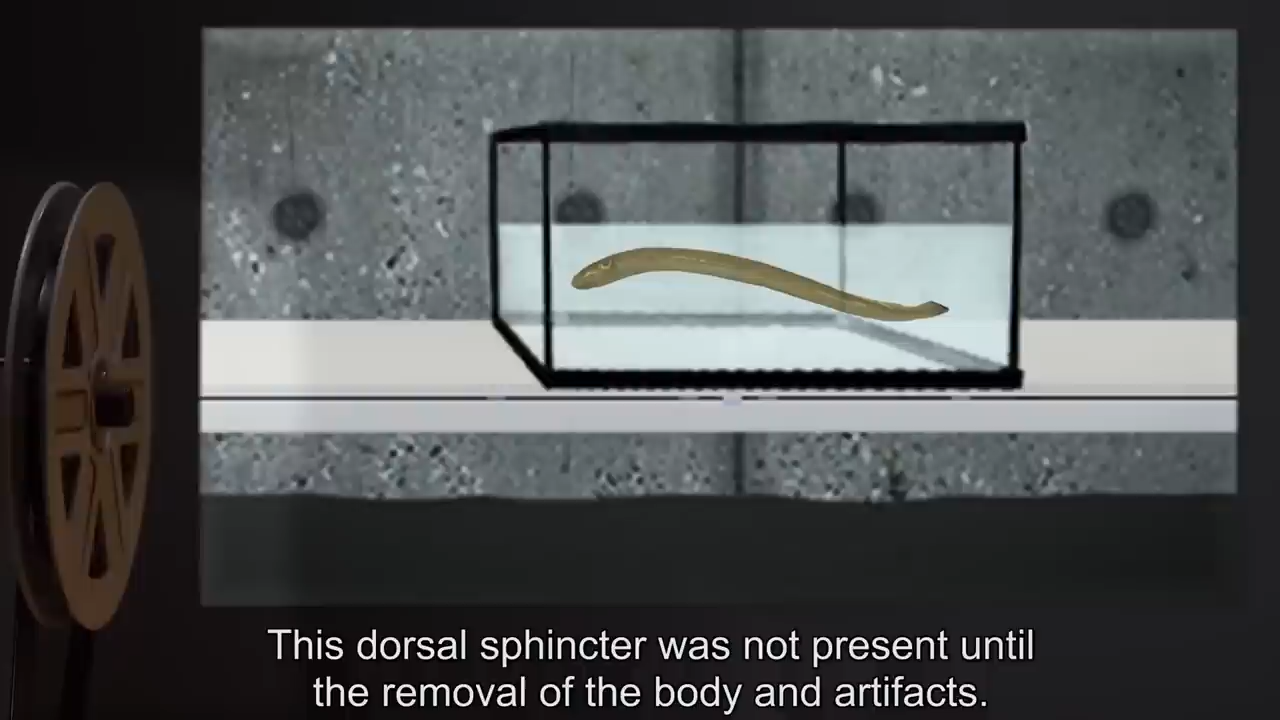 This dorsal sphincter was not present until
the removal of the body and artifacts.